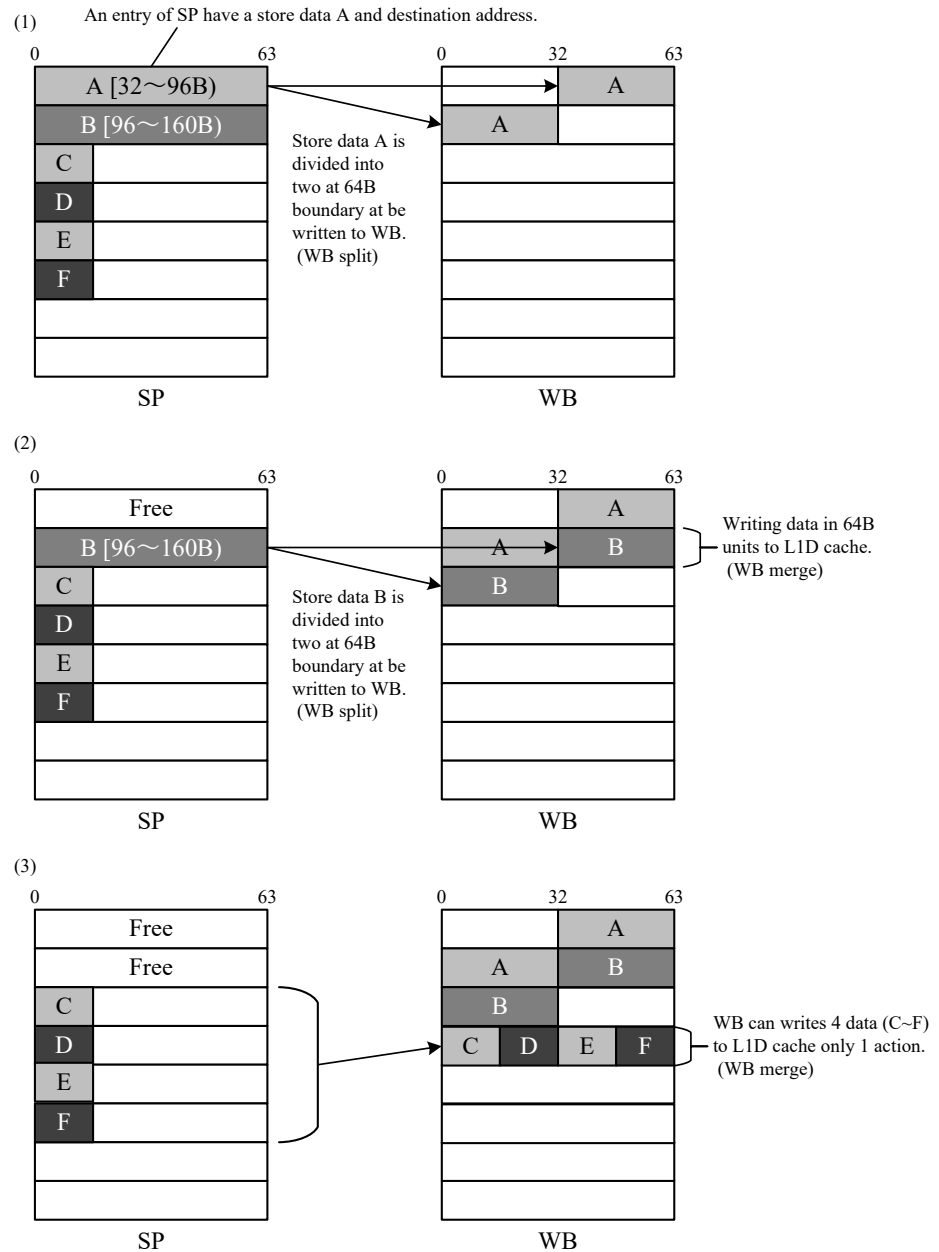 (1)
An entry of SP have a store data A and destination address.
0 63
0 32 63
A [32～96B)
B [96～160B)
C
D
E
F
SP
Store data A is
divided into
two at 64B
boundary at be
written to WB.
(WB split)
A
A
WB
(2)
0 63
0 32 63
Free
B [96～160B)
C
D
E
F
SP
Store data B is
divided into
two at 64B
boundary at be
written to WB.
(WB split)
A
A B
B
WB
Writing data in 64B
units to L1D cache.
(WB merge)
(3)
0 63
0 32 63
Free
Free
C
D
E
F
SP
A
A B
B
C D E F
WB
WB can writes 4 data (C~F)
to L1D cache only 1 action.
(WB merge)